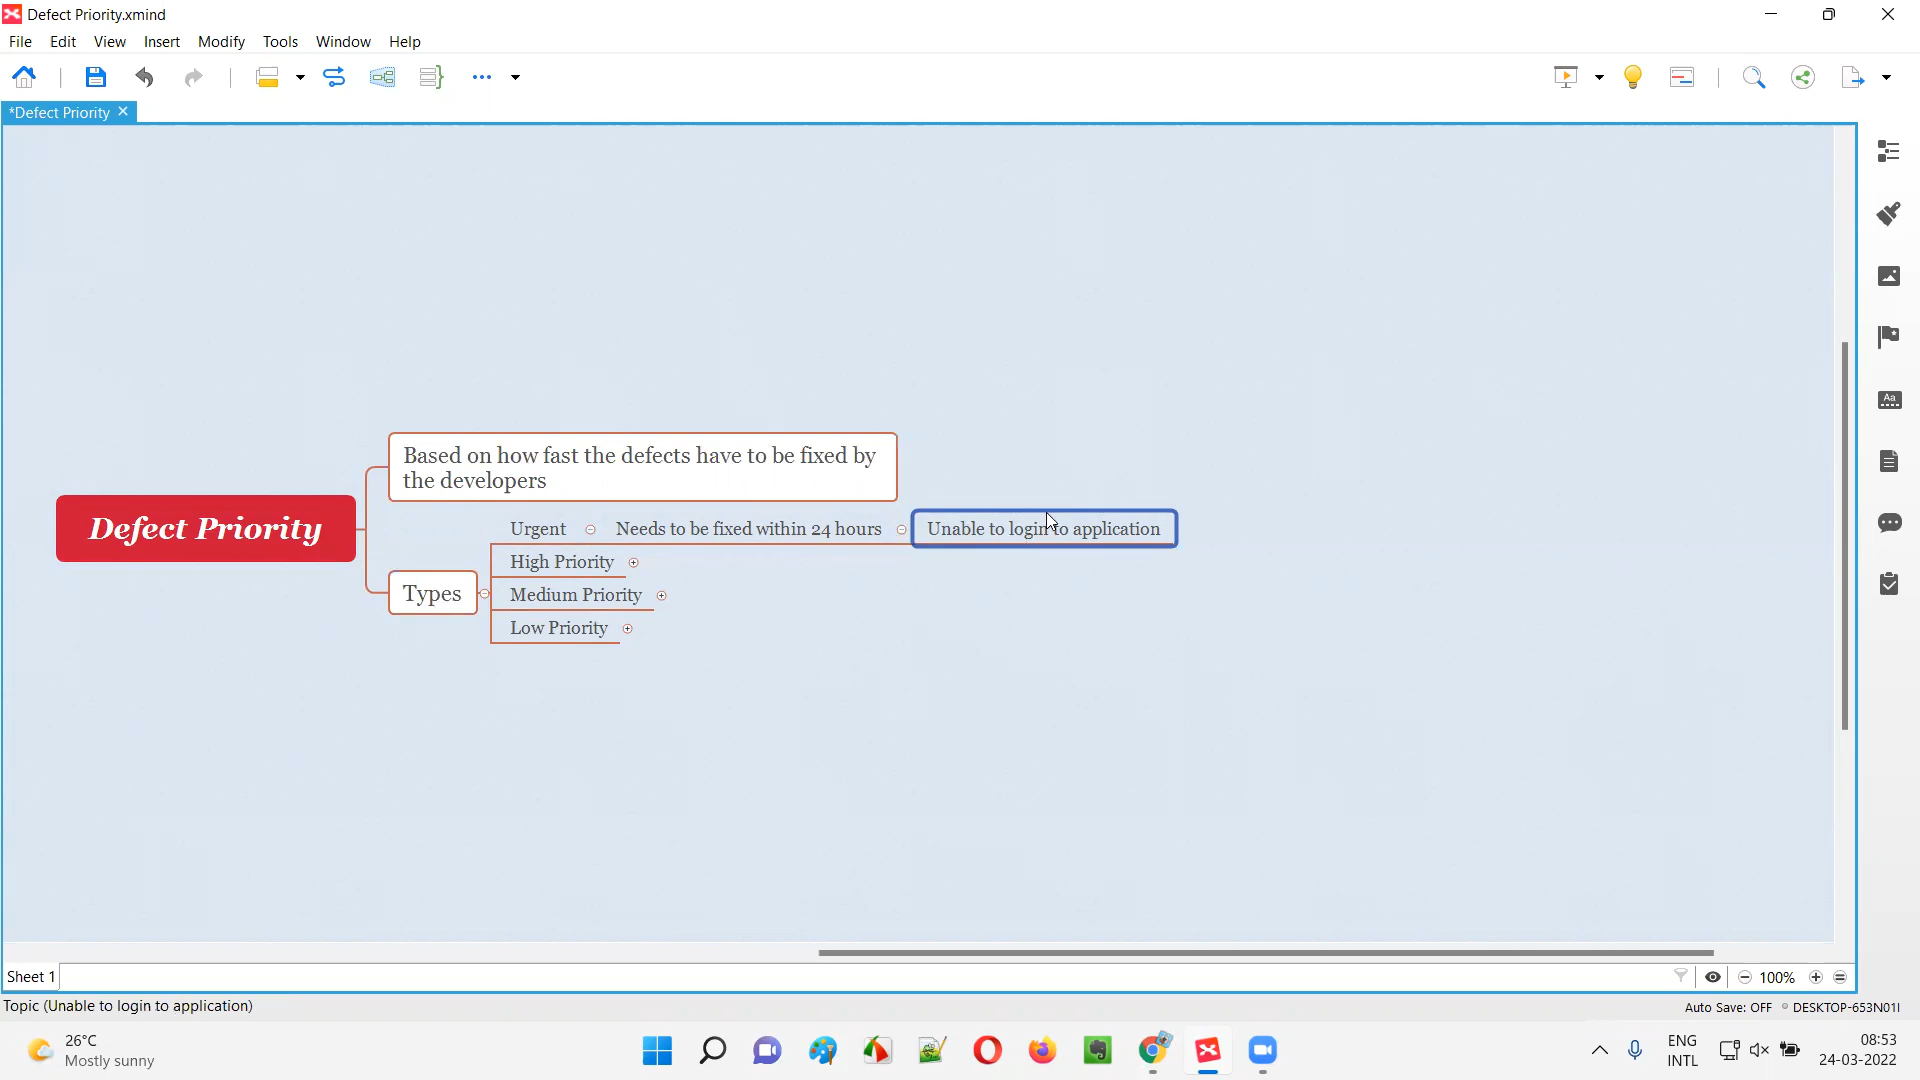 Defect Priority.xmind
File Edit View Insert Modify Tools Window Help
*Defect Priority
Based on how fast the defects have to be fixed by
the developers
Defect Priority
Urgent Needs to be fixed within 24 hours Unable to login to application
High Priority
Types
Medium Priority
Low Priority
Aa
Sheet 1
100%
Topic (Unable to login to application)
Auto Save: OFF DESKTOP-653N01I
26°C
Mostly sunny
ENG
INTL
08:53
24-03-2022